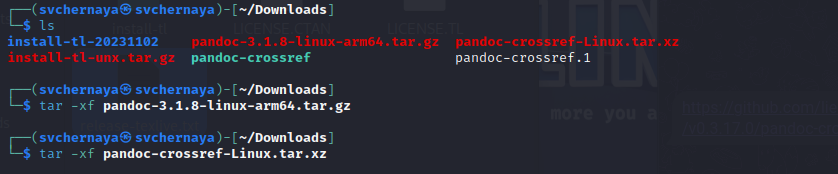 ┌──(svchernaya㉿svchernaya)-[~/Downloads]
└─$ ls
install-tl-20231102 pandoc-3.1.8-linux-arm64.tar.gz pandoc-crossref-Linux.tar.xz
install-tl-unx.tar.gz pandoc-crossref pandoc-crossref.1
┌──(svchernaya㉿svchernaya)-[~/Downloads]
└─$ tar -xf pandoc-3.1.8-linux-arm64.tar.gz
┌──(svchernaya㉿svchernaya)-[~/Downloads]
└─$ tar -xf pandoc-crossref-Linux.tar.xz
more you a